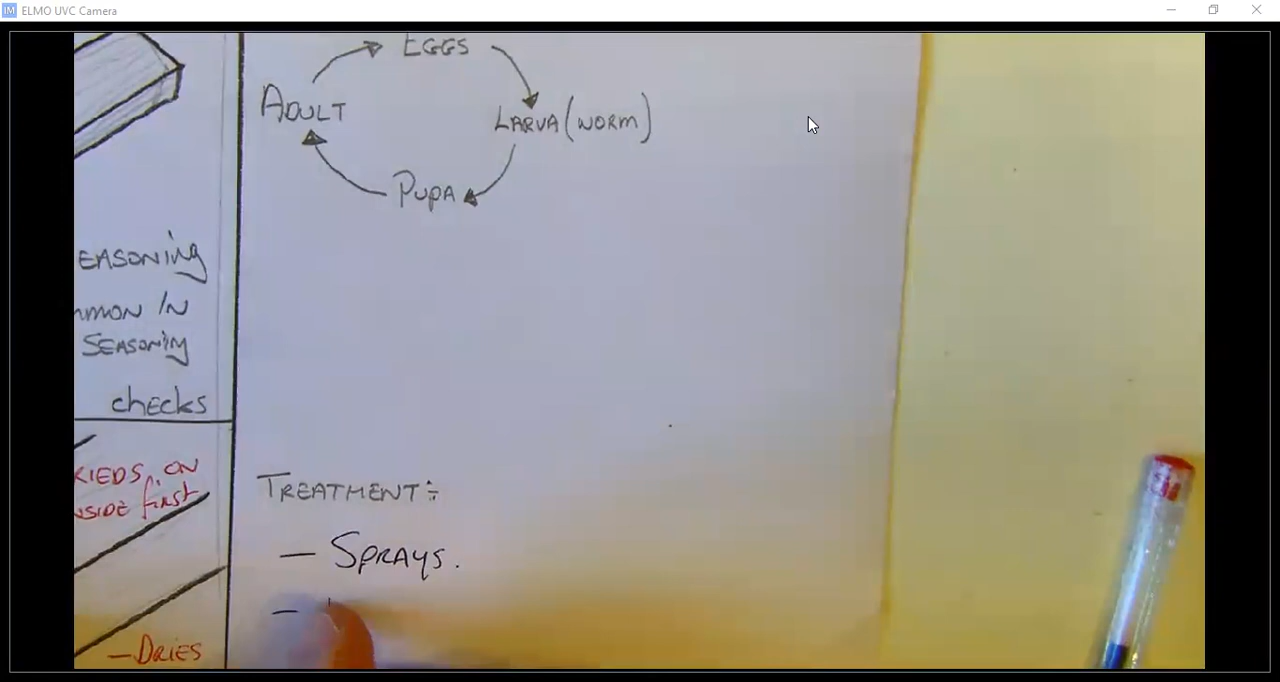 ELMO UVC Camera
EGGS
ADULT
LARVA (WORM)
PUPA
EASONING
MMON IN
SEASONING
checks
RIEDS ON
NSIDE first
- DRIES
TREATMENT:-
- SPRAYS.
-